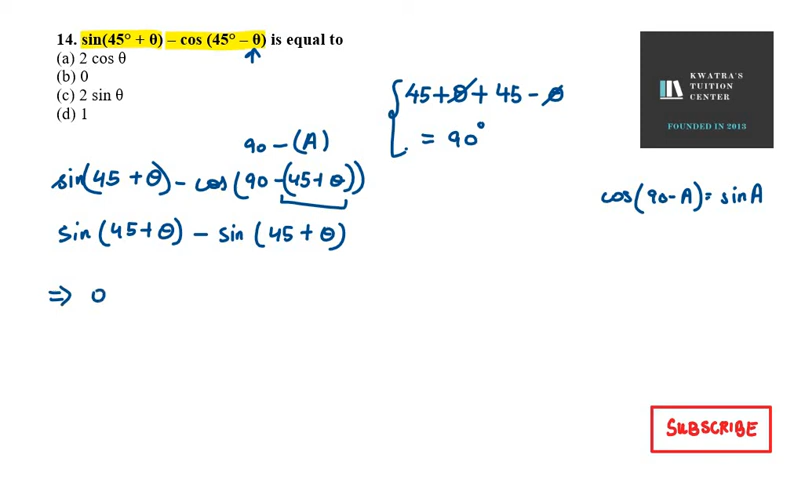 14. sin(45° + θ) – cos (45° – θ) is equal to
(a) 2 cos θ
(b) 0
(c) 2 sin θ
(d) 1
KWATRA'S
TUITION
CENTER
FOUNDED IN 2013
45 + θ + 45 - θ
= 90°
90 - (A)
sin(45 + θ) - cos(90 - (45 + θ))
cos(90 - A) = sin A
sin(45 + θ) - sin(45 + θ)
⇒ 0
SUBSCRIBE